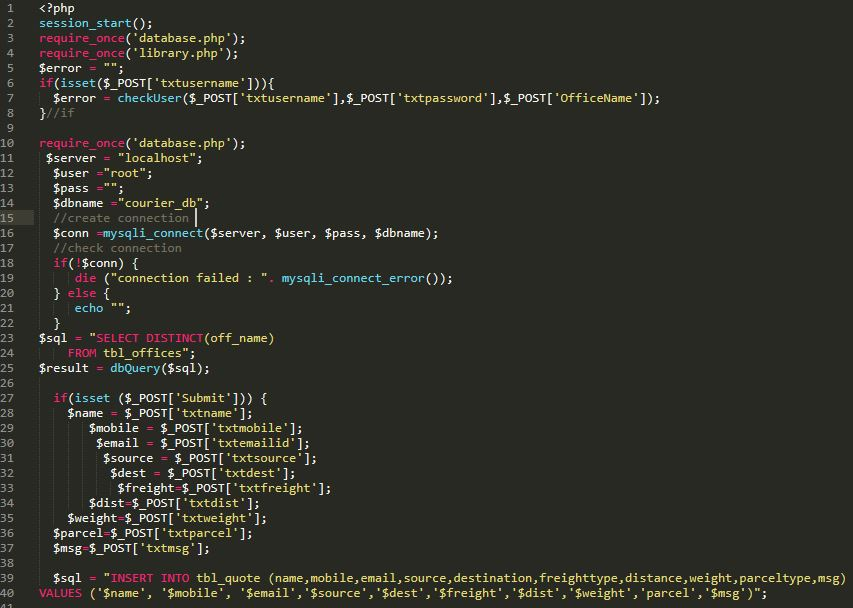 1 <?php
2 session_start();
3 require_once('database.php');
4 require_once('library.php');
5 $error = "";
6 if(isset($_POST['txtusername'])){
7 $error = checkUser($_POST['txtusername'],$_POST['txtpassword'],$_POST['OfficeName']);
8 }//if
9
10 require_once('database.php');
11 $server = "localhost";
12 $user ="root";
13 $pass ="";
14 $dbname ="courier_db";
15 //create connection
16 $conn =mysqli_connect($server, $user, $pass, $dbname);
17 //check connection
18 if(!$conn) {
19 die ("connection failed : ". mysqli_connect_error());
20 } else {
21 echo "";
22 }
23 $sql = "SELECT DISTINCT(off_name)
24 FROM tbl_offices";
25 $result = dbQuery($sql);
26
27 if(isset ($_POST['Submit'])) {
28 $name = $_POST['txtname'];
29 $mobile = $_POST['txtmobile'];
30 $email = $_POST['txtemailid'];
31 $source = $_POST['txtsource'];
32 $dest = $_POST['txtdest'];
33 $freight=$_POST['txtfreight'];
34 $dist=$_POST['txtdist'];
35 $weight=$_POST['txtweight'];
36 $parcel=$_POST['txtparcel'];
37 $msg=$_POST['txtmsg'];
38
39 $sql = "INSERT INTO tbl_quote (name,mobile,email,source,destination,freighttype,distance,weight,parceltype,msg)
40 VALUES ('$name', '$mobile', '$email','$source','$dest','$freight','$dist','$weight','parcel','$msg')";
41